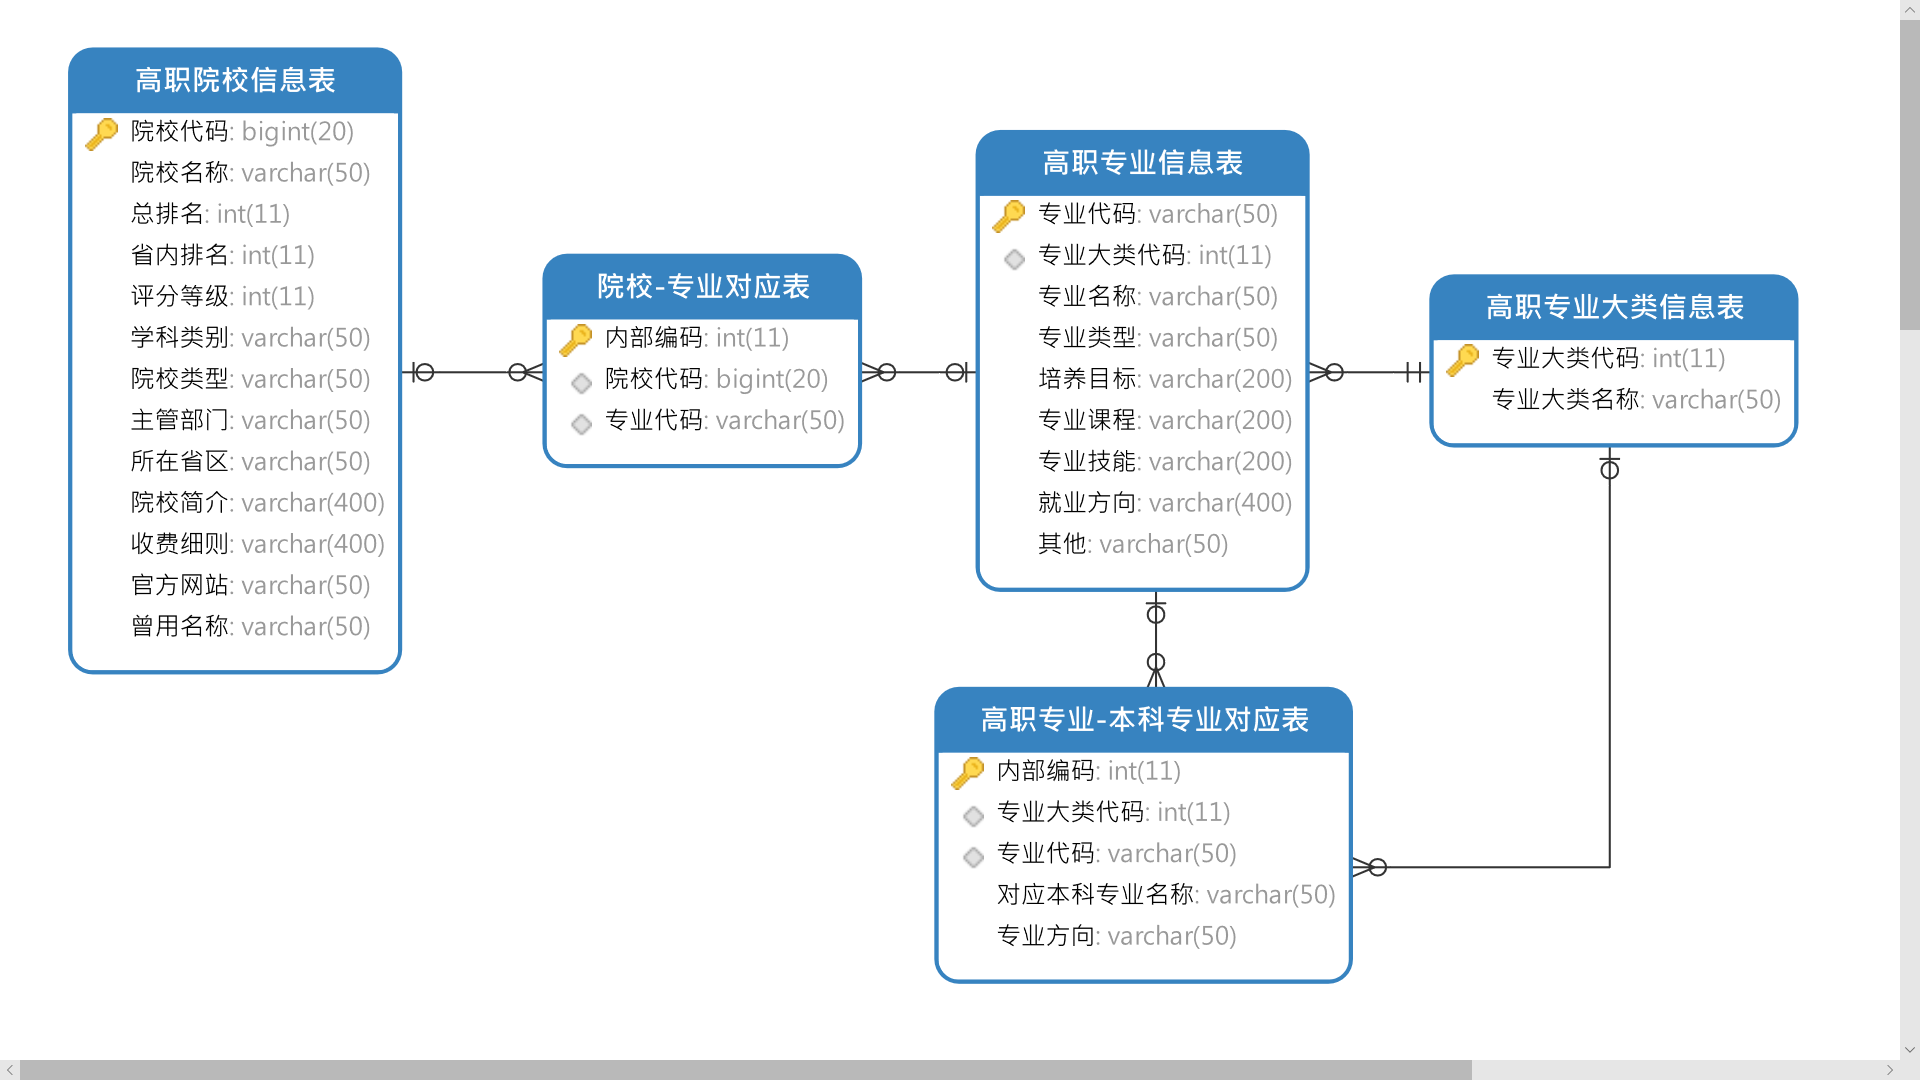 高职院校信息表
院校代码: bigint(20)
院校名称: varchar(50)
总排名: int(11)
省内排名: int(11)
评分等级: int(11)
学科类别: varchar(50)
院校类型: varchar(50)
主管部门: varchar(50)
所在省区: varchar(50)
院校简介: varchar(400)
收费细则: varchar(400)
官方网站: varchar(50)
曾用名称: varchar(50)
院校-专业对应表
内部编码: int(11)
院校代码: bigint(20)
专业代码: varchar(50)
高职专业信息表
专业代码: varchar(50)
专业大类代码: int(11)
专业名称: varchar(50)
专业类型: varchar(50)
培养目标: varchar(200)
专业课程: varchar(200)
专业技能: varchar(200)
就业方向: varchar(400)
其他: varchar(50)
高职专业大类信息表
专业大类代码: int(11)
专业大类名称: varchar(50)
高职专业-本科专业对应表
内部编码: int(11)
专业大类代码: int(11)
专业代码: varchar(50)
对应本科专业名称: varchar(50)
专业方向: varchar(50)